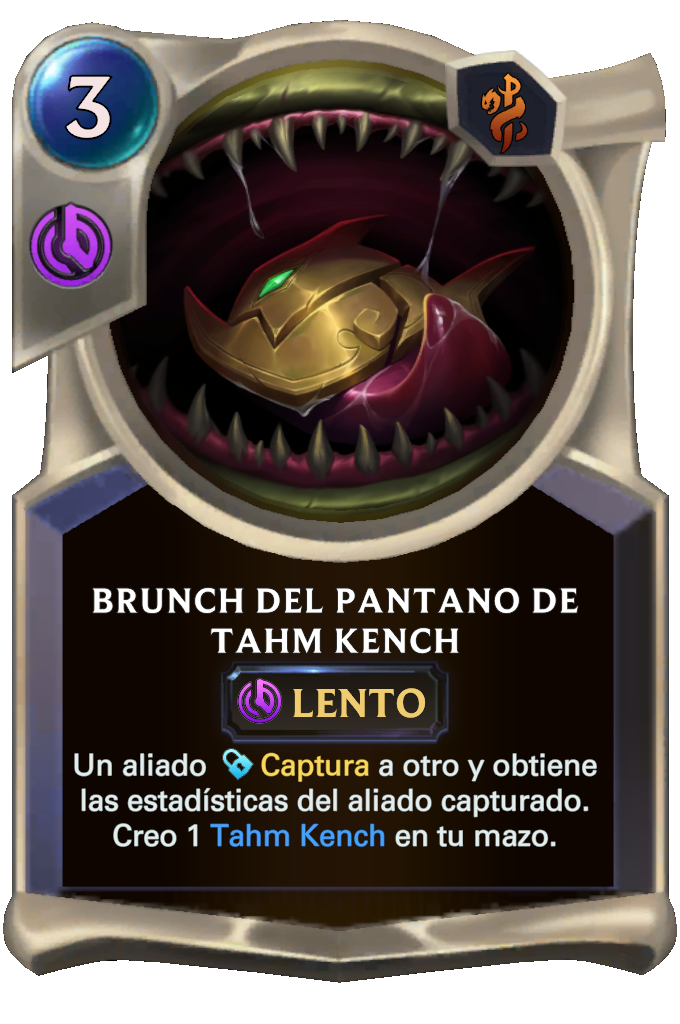 3
BRUNCH DEL PANTANO DE
TAHM KENCH
LENTO
Un aliado Captura a otro y obtiene
las estadísticas del aliado capturado.
Creo 1 Tahm Kench en tu mazo.